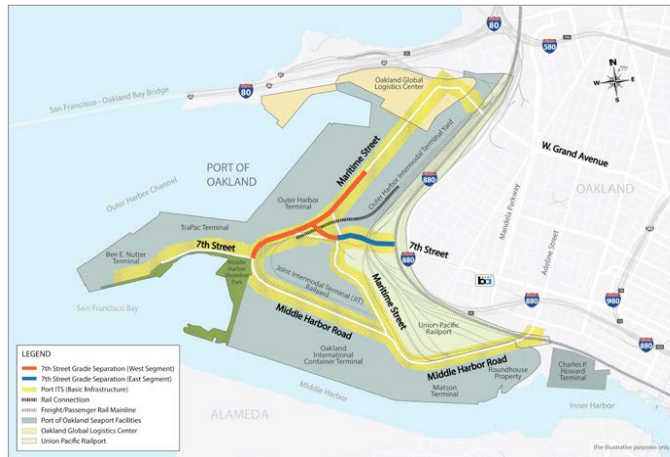 80
580
80
N
W
E
S
San Francisco - Oakland Bay Bridge
Oakland Global
Logistics Center
W. Grand Avenue
PORT OF
OAKLAND
OAKLAND
Maritime Street
Outer Harbor Intermodal Terminal Yard
880
Mandela Parkway
Adeline Street
Outer Harbor Channel
Outer Harbor
Terminal
TraPac Terminal
7th Street
7th Street
Ben E. Nutter
Terminal
880
Middle
Harbor
Shoreline
Park
Joint Intermodal Terminal (JIT)
Railyard
Maritime Street
San Francisco Bay
880
980
Middle Harbor Road
Union Pacific
Railport
880
Oakland
International
Container Terminal
Middle Harbor Road
Roundhouse
Property
Charles P.
Howard
Terminal
Matson
Terminal
Middle Harbor
Inner Harbor
ALAMEDA
LEGEND
7th Street Grade Separation (West Segment)
7th Street Grade Separation (East Segment)
Port ITS (Basic Infrastructure)
Rail Connection
Freight/Passenger Rail Mainline
Port of Oakland Seaport Facilities
Oakland Global Logistics Center
Union Pacific Railport
(For illustrative purposes only)